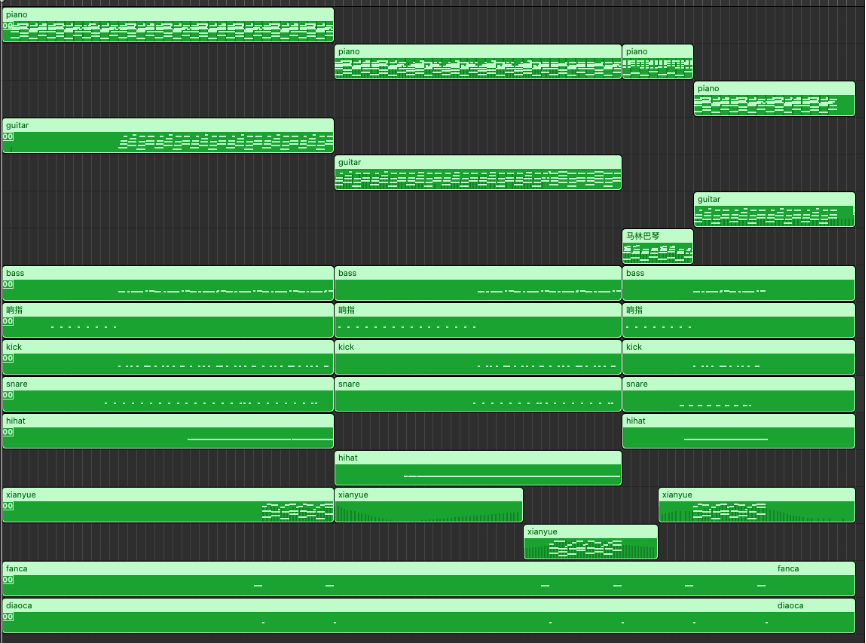 piano
piano piano
piano
guitar
guitar
guitar
马林巴琴
bass bass bass
响指 响指 响指
kick kick kick
snare snare snare
hihat hihat
hihat
xianyue xianyue xianyue
xianyue
fanca fanca
diaoca diaoca